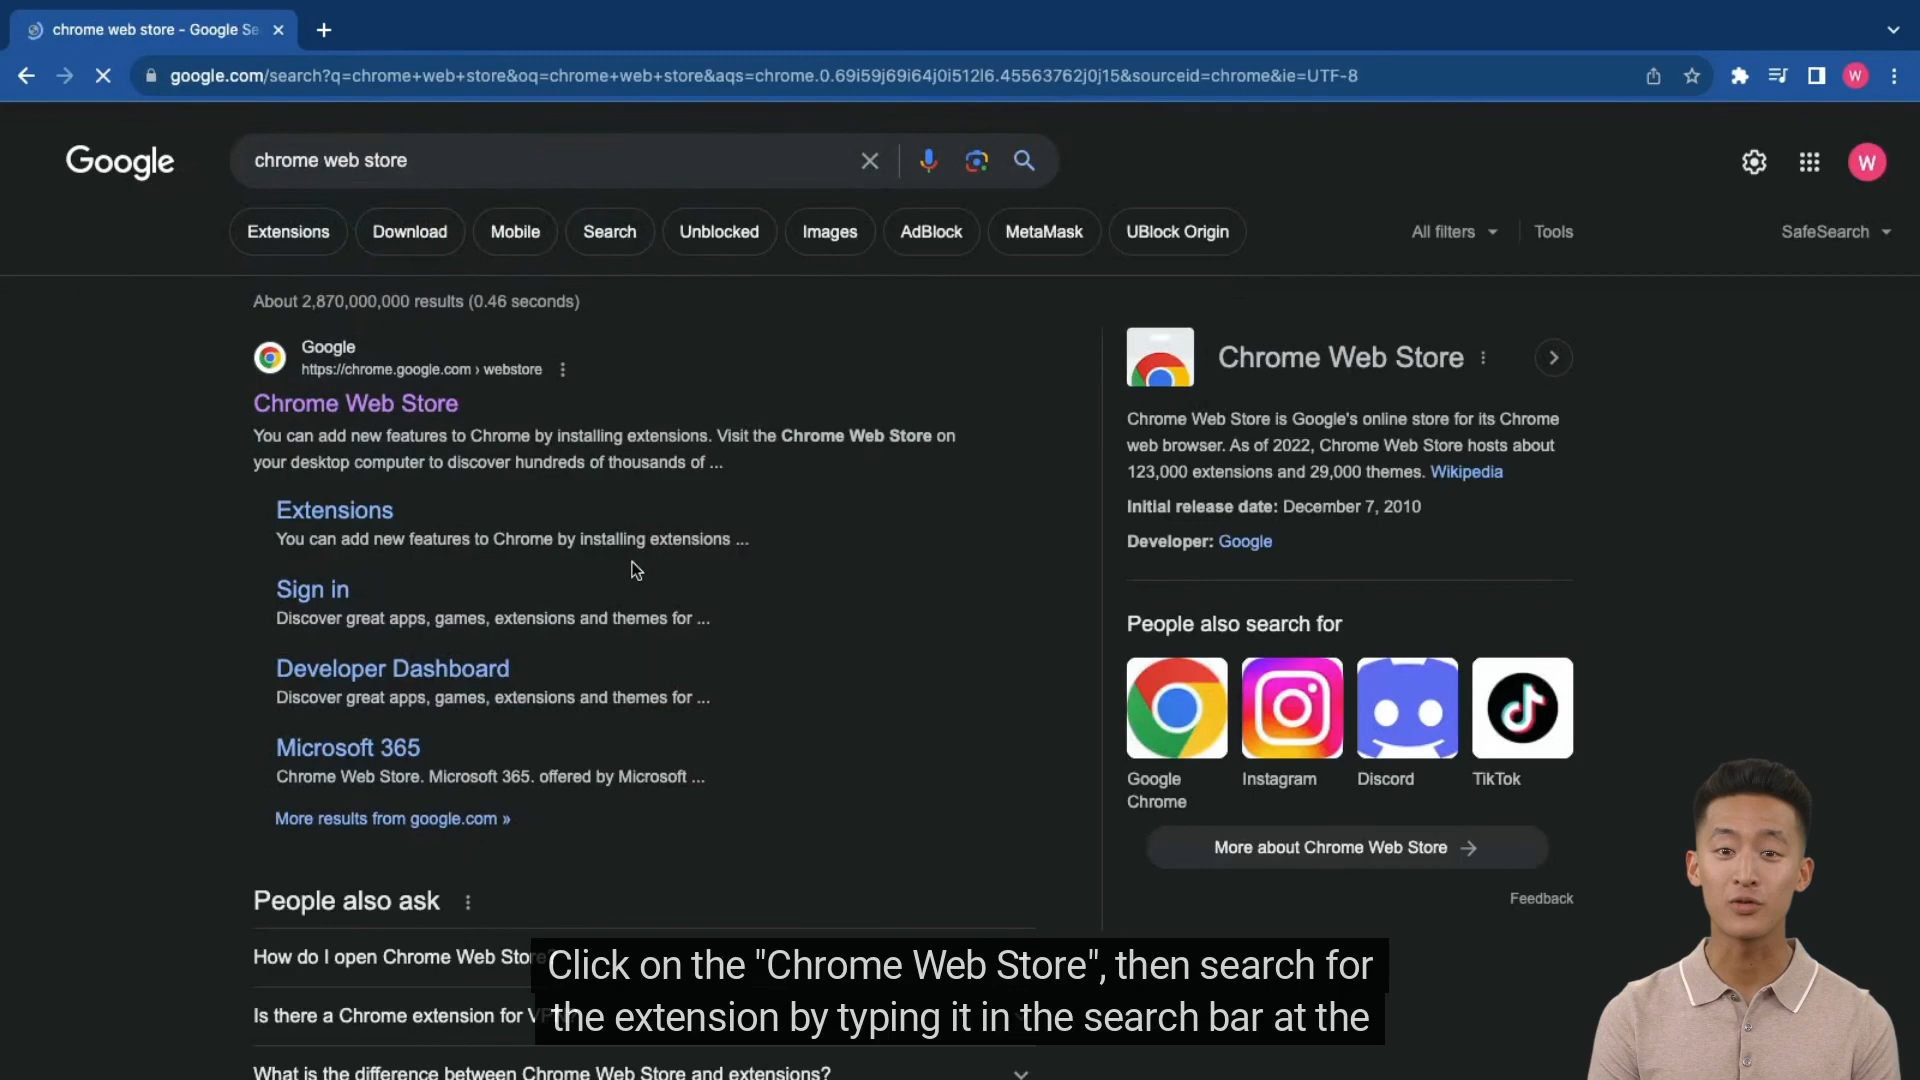 chrome web store - Google Se
google.com/search?q=chrome+web+store&oq=chrome+web+store&aqs=chrome.0.69i59j69i64j0i512l6.45563762j0j15&sourceid=chrome&ie=UTF-8
W
Google
chrome web store
W
Extensions
Download
Mobile
Search
Unblocked
Images
AdBlock
MetaMask
UBlock Origin
All filters
Tools
SafeSearch
About 2,870,000,000 results (0.46 seconds)
Google
https://chrome.google.com › webstore
Chrome Web Store
You can add new features to Chrome by installing extensions. Visit the Chrome Web Store on
your desktop computer to discover hundreds of thousands of ...
Extensions
You can add new features to Chrome by installing extensions ...
Sign in
Discover great apps, games, extensions and themes for ...
Developer Dashboard
Discover great apps, games, extensions and themes for ...
Microsoft 365
Chrome Web Store. Microsoft 365. offered by Microsoft ...
More results from google.com »
Chrome Web Store
Chrome Web Store is Google's online store for its Chrome
web browser. As of 2022, Chrome Web Store hosts about
123,000 extensions and 29,000 themes. Wikipedia
Initial release date: December 7, 2010
Developer: Google
People also search for
Google
Chrome
Instagram
Discord
TikTok
More about Chrome Web Store
Feedback
People also ask
How do I open Chrome Web Store?
Is there a Chrome extension for
What is the difference between Chrome Web Store and extensions?
Click on the "Chrome Web Store", then search for
the extension by typing it in the search bar at the